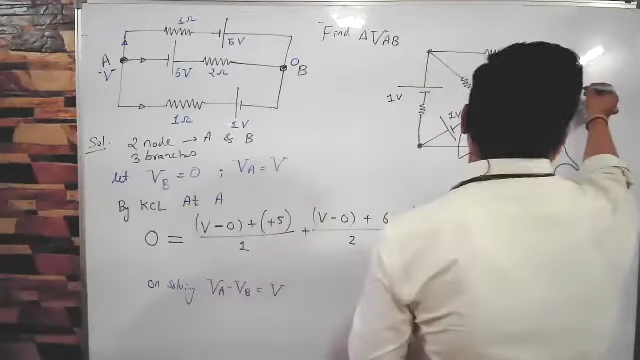 1Ω
5V
A
-V
6V
2Ω
0
B
1Ω
1V
Find ΔVAB
1V
1V
Sol: 2 node → A & B
3 branches
let VB = 0 ; VA = V
By KCL At A
0 = (V-0)+(+5) / 1 + (V-0) + 6 / 2
on solving VA - VB = V